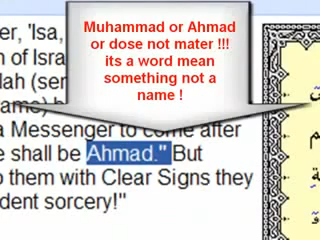 Muhammad or Ahmad
or dose not mater !!!
its a word mean
something not a
name !
er, 'Isa,
n of Isra
lah (ser
ame) b
a Messenger to come after
e shall be Ahmad." But
o them with Clear Signs they
dent sorcery!"